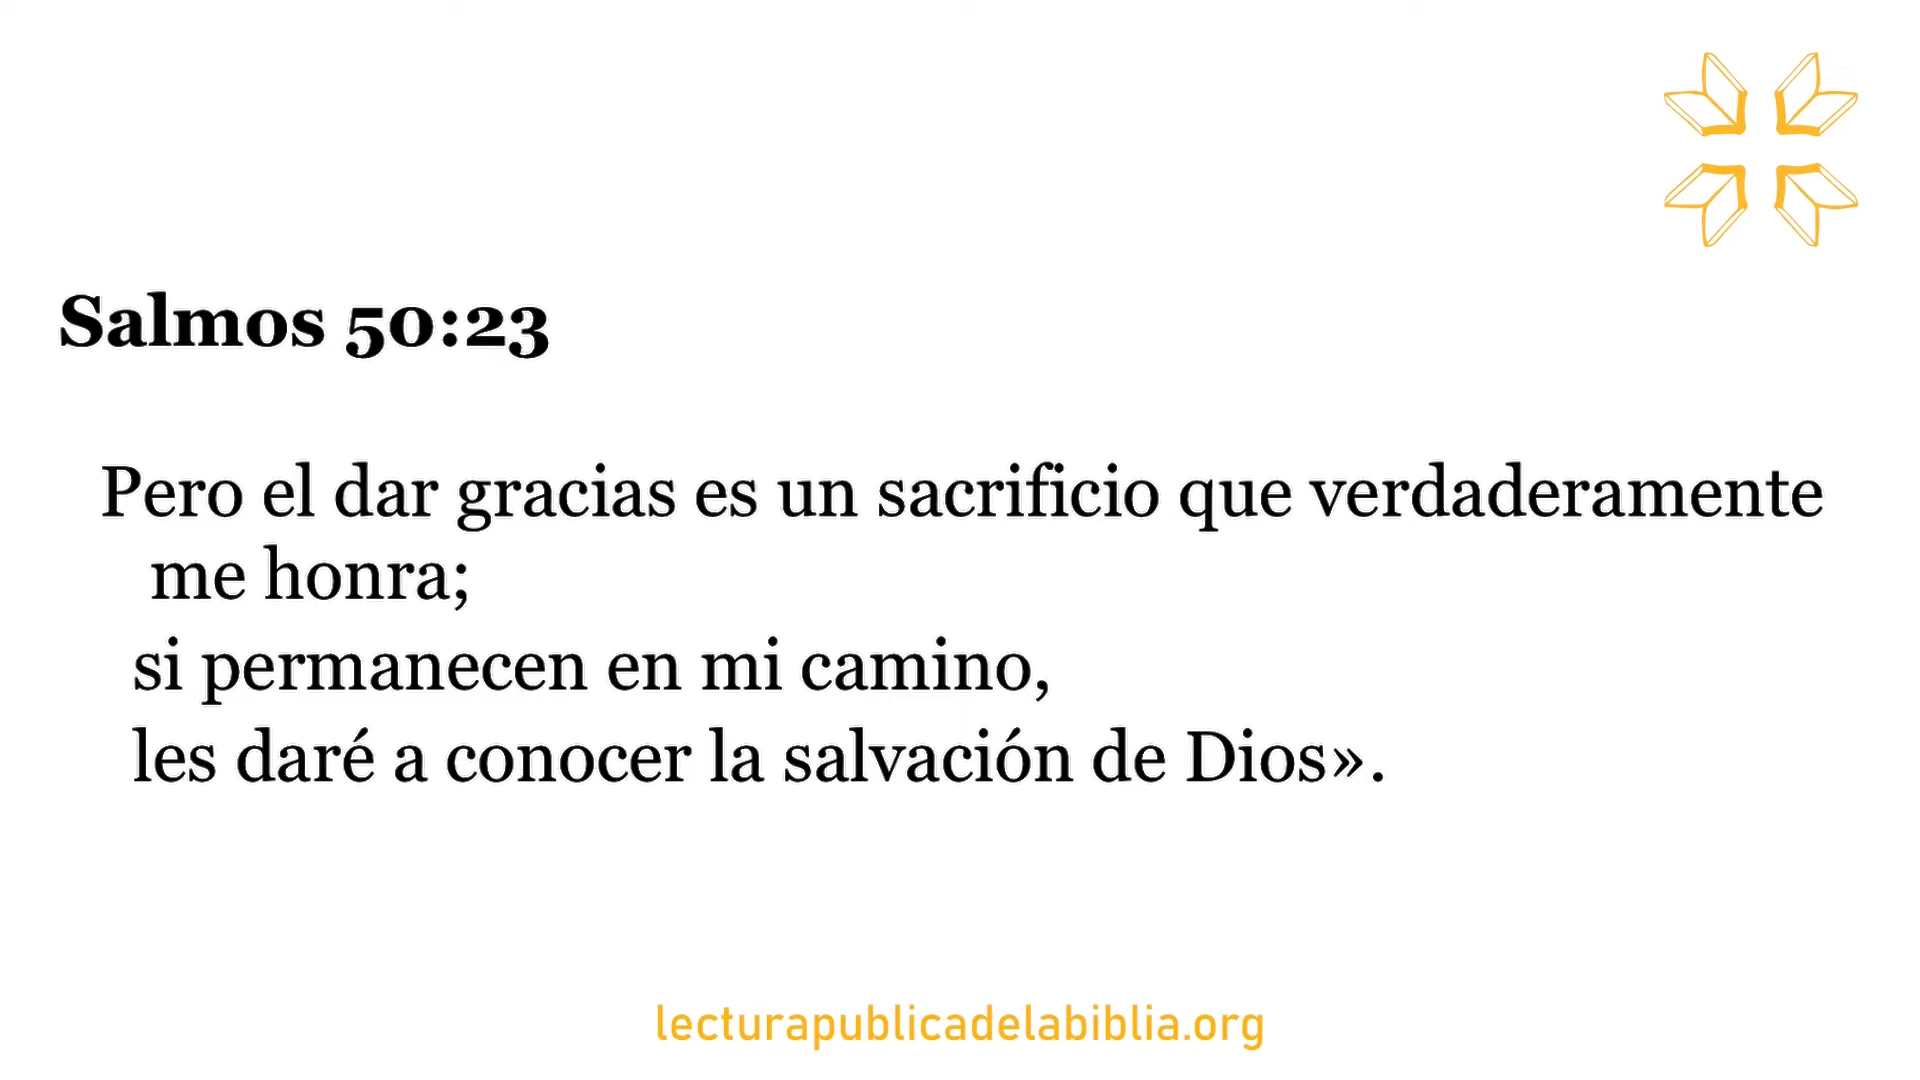 Salmos 50:23
Pero el dar gracias es un sacrificio que verdaderamente
me honra;
si permanecen en mi camino,
les daré a conocer la salvación de Dios».
lecturapublicadelabiblia.org